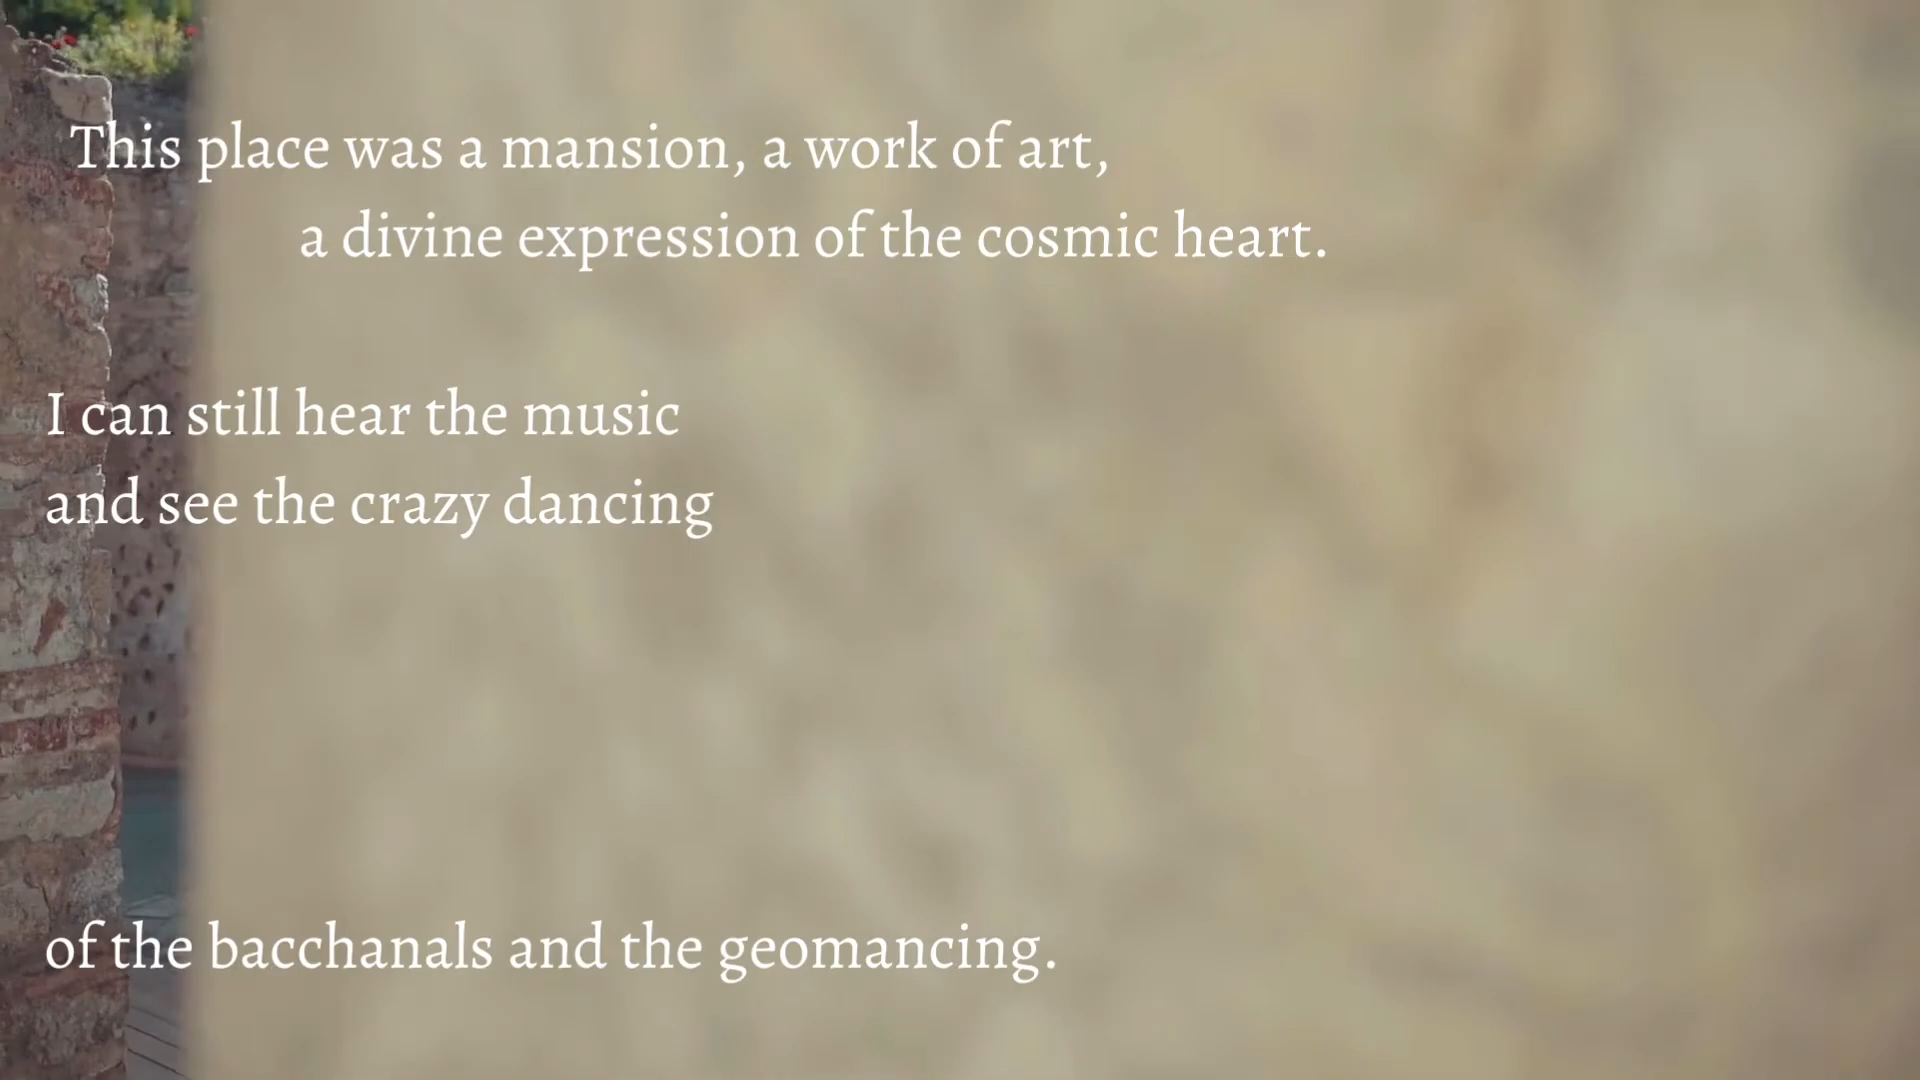 This place was a mansion, a work of art,
a divine expression of the cosmic heart.
I can still hear the music
and see the crazy dancing
of the bacchanals and the geomancing.